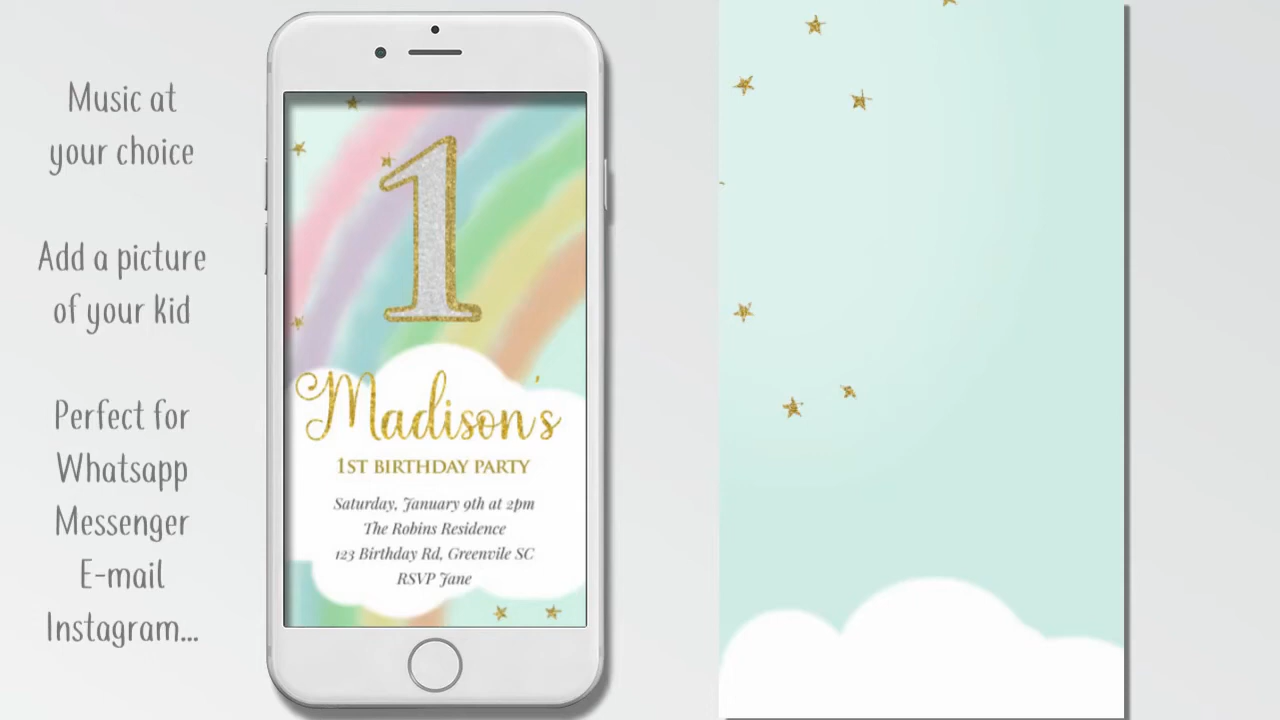 Music at
your choice
Add a picture
of your kid
Perfect for
Whatsapp
Messenger
E-mail
Instagram...
1
Madison's
1ST BIRTHDAY PARTY
Saturday, January 9th at 2pm
The Robins Residence
123 Birthday Rd, Greenvile SC
RSVP Jane